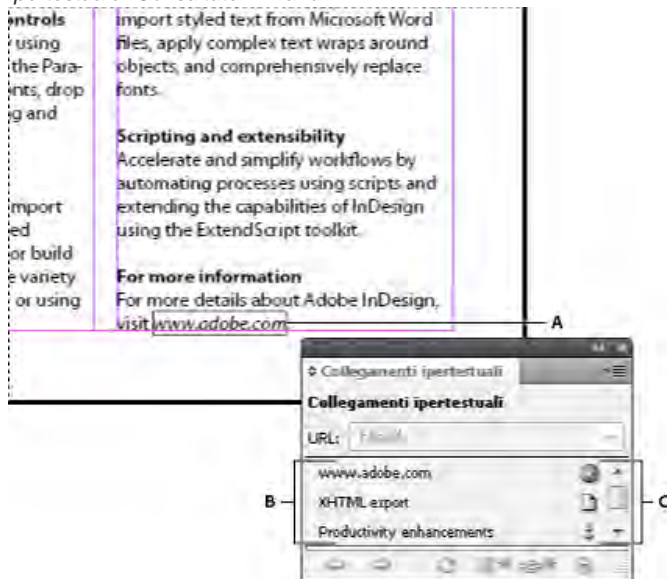 ntrols
using
the Para-
nts, drop
g and
mport
ed
or build
e variety
or using
import styled text from Microsoft Word
files, apply complex text wraps around
objects, and comprehensively replace
fonts.
Scripting and extensibility
Accelerate and simplify workflows by
automating processes using scripts and
extending the capabilities of InDesign
using the ExtendScript toolkit.
For more information
For more details about Adobe InDesign,
visit www.adobe.com
A
Collegamenti ipertestuali
Collegamenti ipertestuali
URL:
www.adobe.com
XHTML export
Productivity enhancements
B
C